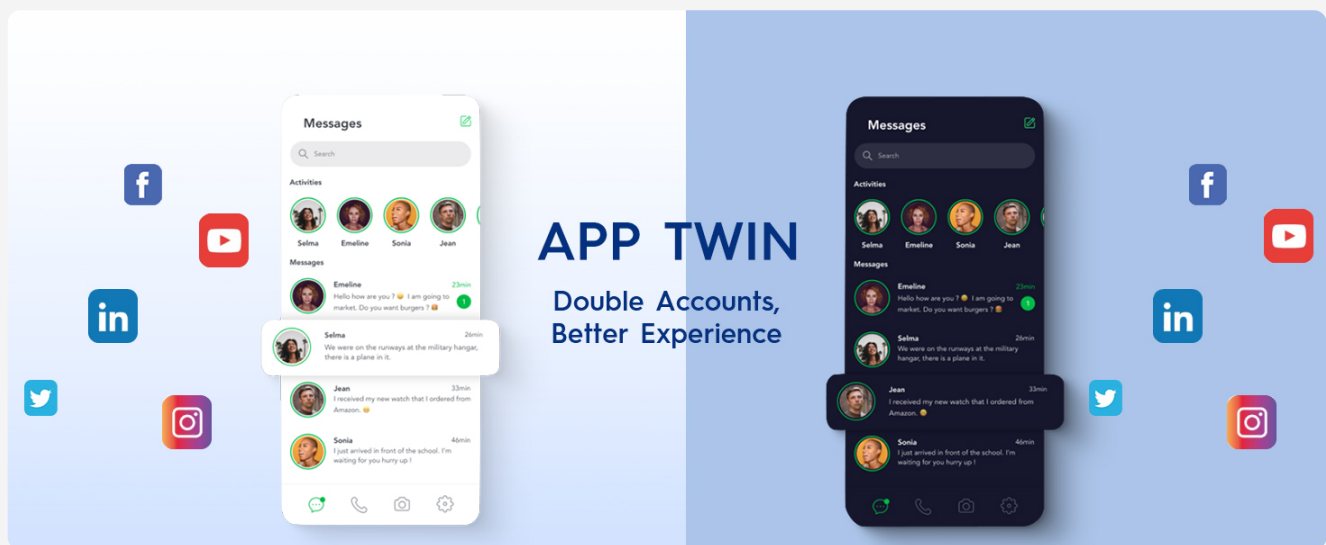 Messages
Search
Activities
Selma Emeline Sonia Jean
Messages
Emeline 23min
Hello how are you ? 😄 I am going to 1
market. Do you want burgers ? 🍔
Selma 26min
We were on the runways at the military hangar,
there is a plane in it.
Jean 33min
I received my new watch that I ordered from
Amazon. 😄
Sonia 46min
I just arrived in front of the school. I'm
waiting for you hurry up !
APP TWIN
Double Accounts,
Better Experience
Messages
Search
Activities
Selma Emeline Sonia Jean
Messages
Emeline 23min
Hello how are you ? 😄 I am going to 1
market. Do you want burgers ? 🍔
Selma 26min
We were on the runways at the military
hangar, there is a plane in it.
Jean 33min
I received my new watch that I ordered from
Amazon. 😄
Sonia 46min
I just arrived in front of the school. I'm
waiting for you hurry up !
f
in
f
in